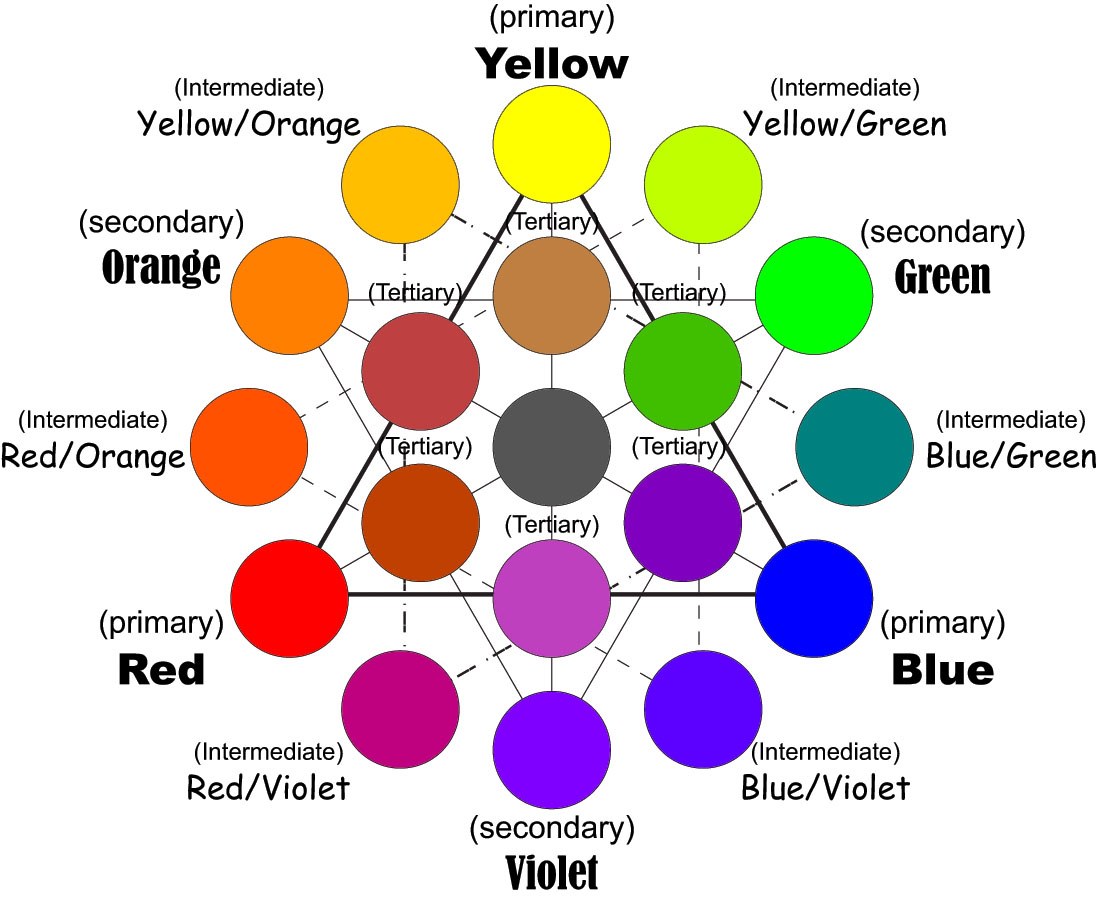 (primary)
Yellow
(Intermediate)
Yellow/Orange
(Intermediate)
Yellow/Green
(secondary)
Orange
(Tertiary)
(secondary)
Green
(Tertiary)
(Tertiary)
(Intermediate)
Red/Orange
(Tertiary)
(Tertiary)
(Intermediate)
Blue/Green
(Tertiary)
(primary)
Red
(primary)
Blue
(Intermediate)
Red/Violet
(Intermediate)
Blue/Violet
(secondary)
Violet